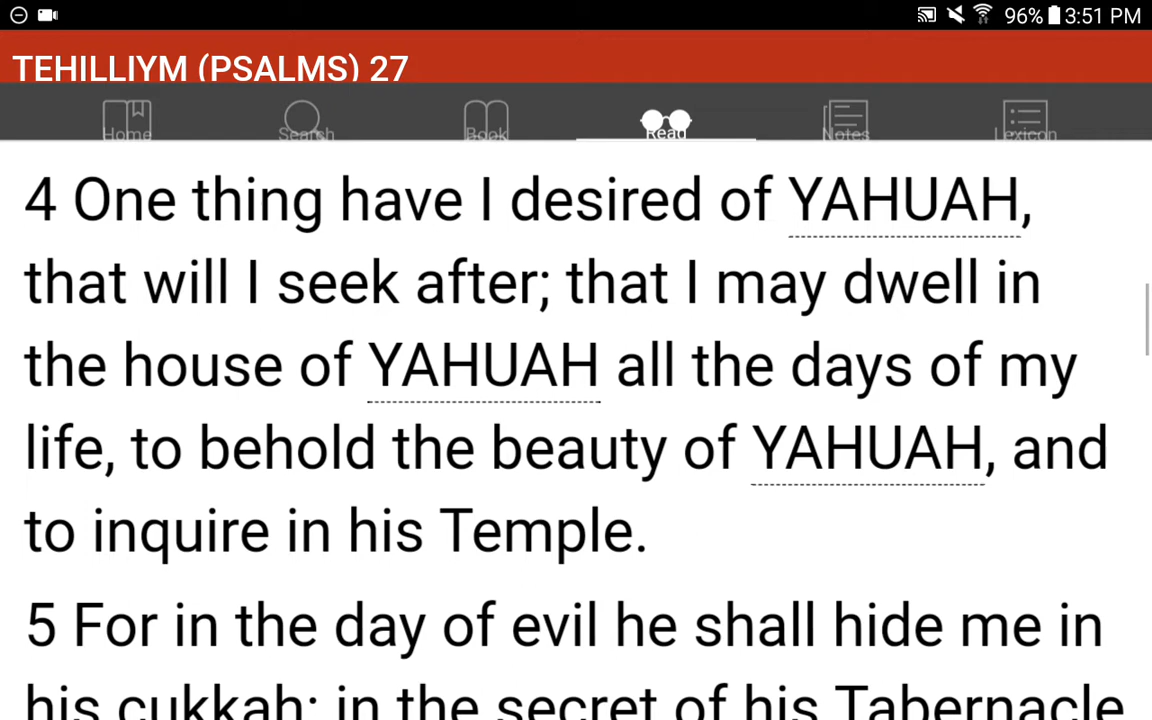 96% 3:51 PM
TEHILLIYM (PSALMS) 27
Home Search Book Read Notes Lexicon
4 One thing have I desired of YAHUAH,
that will I seek after; that I may dwell in
the house of YAHUAH all the days of my
life, to behold the beauty of YAHUAH, and
to inquire in his Temple.
5 For in the day of evil he shall hide me in
his cukkah: in the secret of his Tabernacle